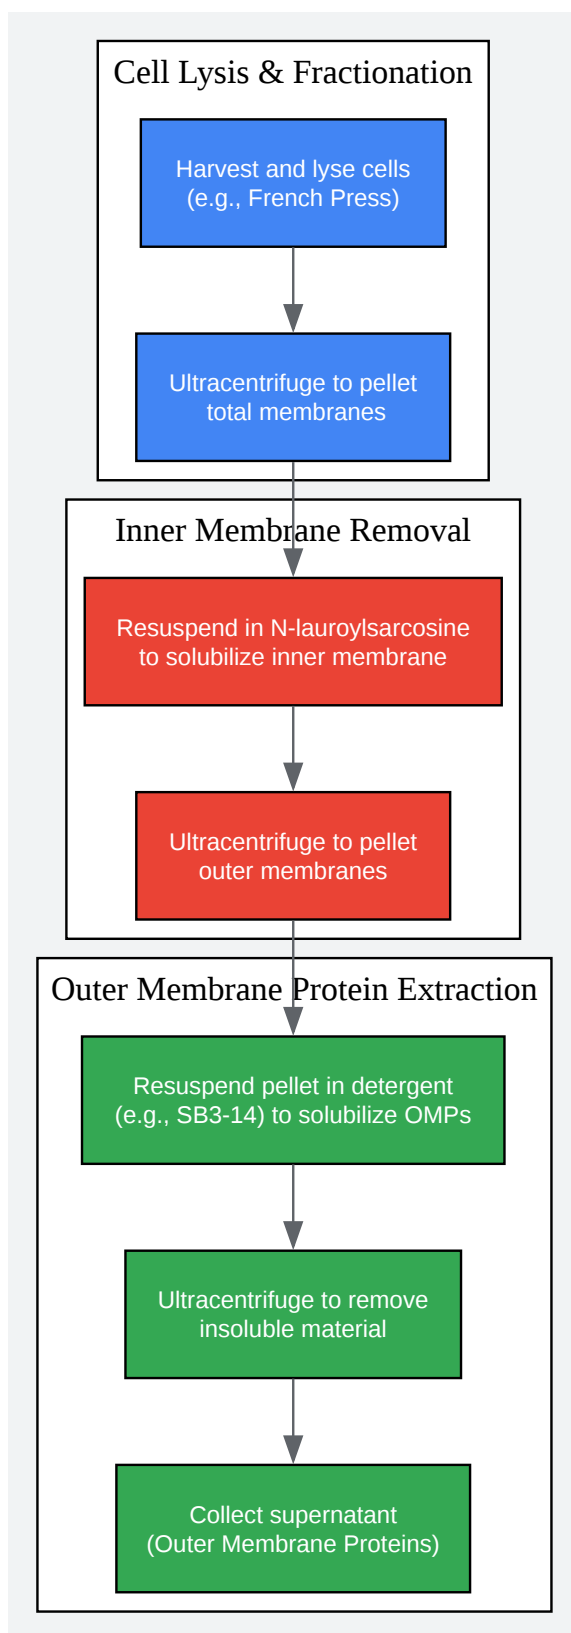 Cell Lysis & Fractionation
Harvest and lyse cells
(e.g., French Press)
Ultracentrifuge to pellet
total membranes
Inner Membrane Removal
Resuspend in N-lauroylsarcosine
to solubilize inner membrane
Ultracentrifuge to pellet
outer membranes
Outer Membrane Protein Extraction
Resuspend pellet in detergent
(e.g., SB3-14) to solubilize OMPs
Ultracentrifuge to remove
insoluble material
Collect supernatant
(Outer Membrane Proteins)